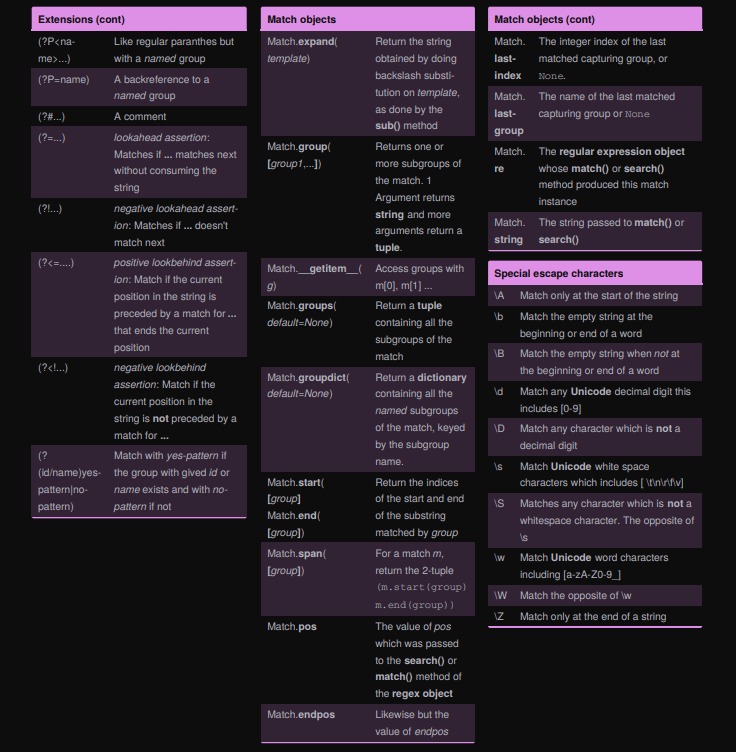 Extensions (cont)
(?P<na-
me>...)
Like regular paranthes but
with a named group
(?P=name)
A backreference to a
named group
(?#...)
A comment
(?=...)
lookahead assertion:
Matches if ... matches next
without consuming the
string
(?!...)
negative lookahead assert-
ion: Matches if ... doesn't
match next
(?<=....)
positive lookbehind assert-
ion: Match if the current
position in the string is
preceded by a match for ...
that ends the current
position
(?<!...)
negative lookbehind
assertion: Match if the
current position in the
string is not preceded by a
match for ...
(?
(id/name)yes-
pattern|no-
pattern)
Match with yes-pattern if
the group with gived id or
name exists and with no-
pattern if not
Match objects
Match.expand(
template)
Return the string
obtained by doing
backslash substi-
tution on template,
as done by the
sub() method
Match.group(
[group1,...])
Returns one or
more subgroups of
the match. 1
Argument returns
string and more
arguments return a
tuple.
Match.__getitem__(
g)
Access groups with
m[0], m[1] ...
Match.groups(
default=None)
Return a tuple
containing all the
subgroups of the
match
Match.groupdict(
default=None)
Return a dictionary
containing all the
named subgroups
of the match, keyed
by the subgroup
name.
Match.start(
[group]
Match.end(
[group])
Return the indices
of the start and end
of the substring
matched by group
Match.span(
[group])
For a match m,
return the 2-tuple
(m.start(group)
m.end(group))
Match.pos
The value of pos
which was passed
to the search() or
match() method of
the regex object
Match.endpos
Likewise but the
value of endpos
Match objects (cont)
Match.
last-
index
The integer index of the last
matched capturing group, or
None.
Match.
last-
group
The name of the last matched
capturing group or None
Match.
re
The regular expression object
whose match() or search()
method produced this match
instance
Match.
string
The string passed to match() or
search()
Special escape characters
\A
Match only at the start of the string
\b
Match the empty string at the
beginning or end of a word
\B
Match the empty string when not at
the beginning or end of a word
\d
Match any Unicode decimal digit this
includes [0-9]
\D
Match any character which is not a
decimal digit
\s
Match Unicode white space
characters which includes [ \t\n\r\f\v]
\S
Matches any character which is not a
whitespace character. The opposite of
\s
\w
Match Unicode word characters
including [a-zA-Z0-9_]
\W
Match the opposite of \w
\Z
Match only at the end of a string